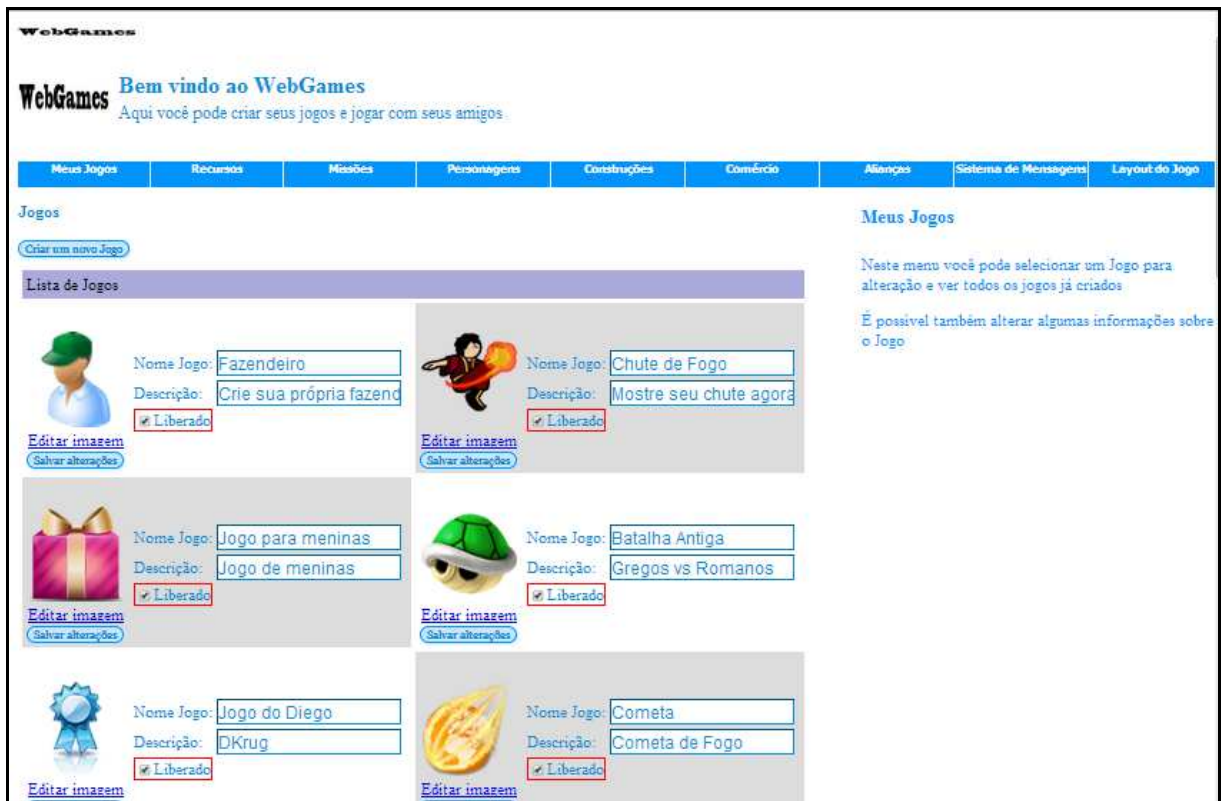 WebGames
WebGames
Bem vindo ao WebGames
Aqui você pode criar seus jogos e jogar com seus amigos
Meus Jogos Recursos Missões Personagens Construções Comércio Alianças Sistema de Mensagens Layout do Jogo
Jogos
Criar um novo Jogo
Lista de Jogos
Nome Jogo: Fazendeiro
Descrição: Crie sua própria fazend
Liberado
Editar imagem
Salvar alterações
Nome Jogo: Chute de Fogo
Descrição: Mostre seu chute agora
Liberado
Editar imagem
Salvar alterações
Nome Jogo: Jogo para meninas
Descrição: Jogo de meninas
Liberado
Editar imagem
Salvar alterações
Nome Jogo: Batalha Antiga
Descrição: Gregos vs Romanos
Liberado
Editar imagem
Salvar alterações
Nome Jogo: Jogo do Diego
Descrição: DKrug
Liberado
Editar imagem
Nome Jogo: Cometa
Descrição: Cometa de Fogo
Liberado
Editar imagem
Meus Jogos
Neste menu você pode selecionar um Jogo para
alteração e ver todos os jogos já criados
É possivel também alterar algumas informações sobre
o Jogo